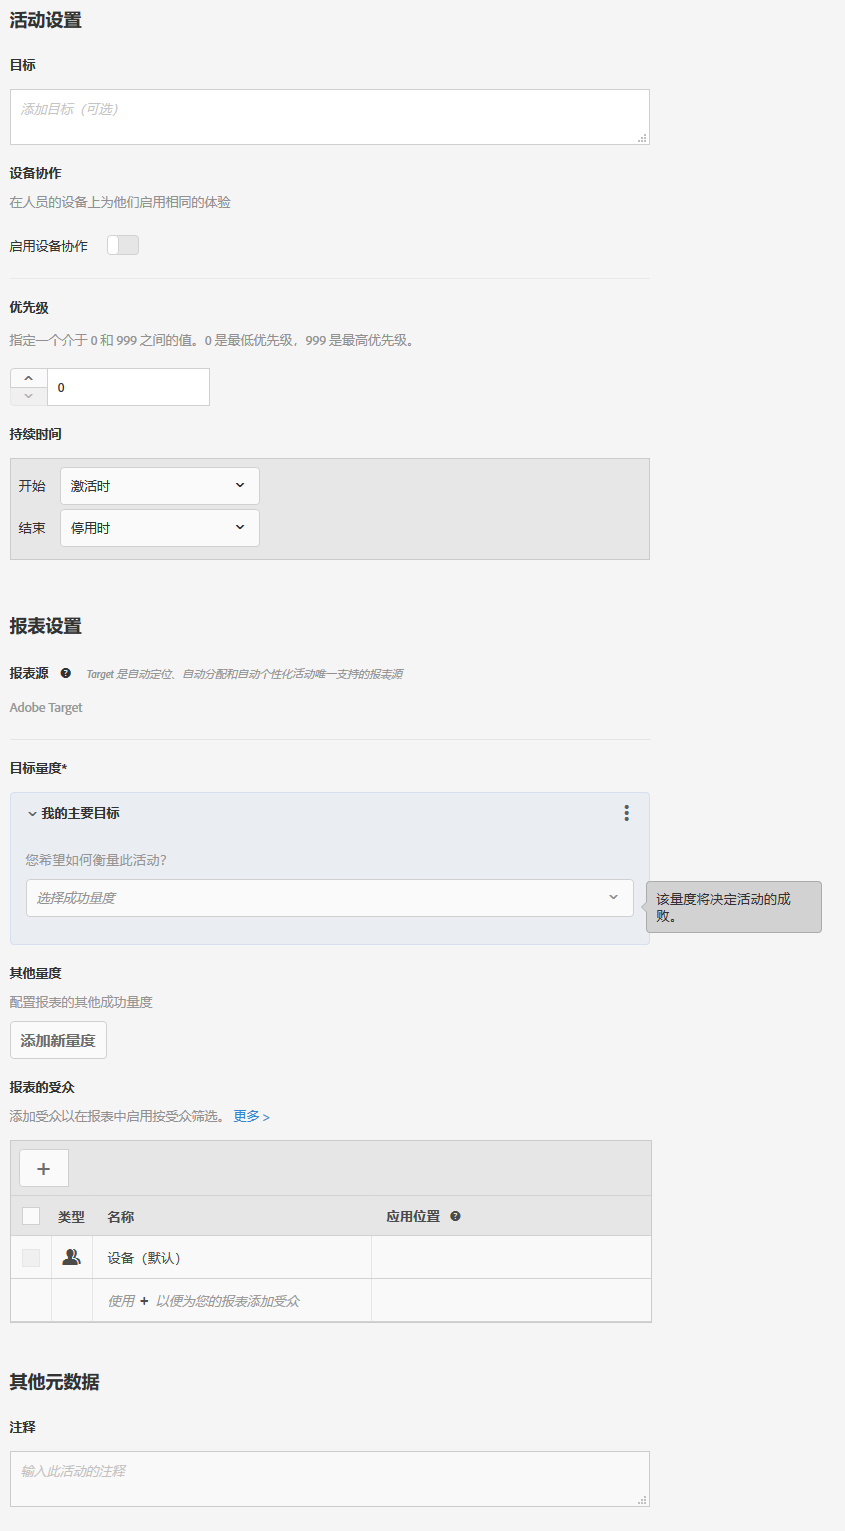 活动设置
目标
添加目标（可选）
设备协作
在人员的设备上为他们启用相同的体验
启用设备协作
优先级
指定一个介于 0 和 999 之间的值。0 是最低优先级，999 是最高优先级。
0
持续时间
开始 激活时
结束 停用时
报表设置
报表源 Target 是自动定位、自动分配和自动个性化活动唯一支持的报表源
Adobe Target
目标量度*
我的主要目标
您希望如何衡量此活动？
选择成功量度
该量度将决定活动的成
败。
其他量度
配置报表的其他成功量度
添加新量度
报表的受众
添加受众以在报表中启用按受众筛选。 更多 >
+
类型 名称 应用位置
设备（默认）
使用 + 以便为您的报表添加受众
其他元数据
注释
输入此活动的注释